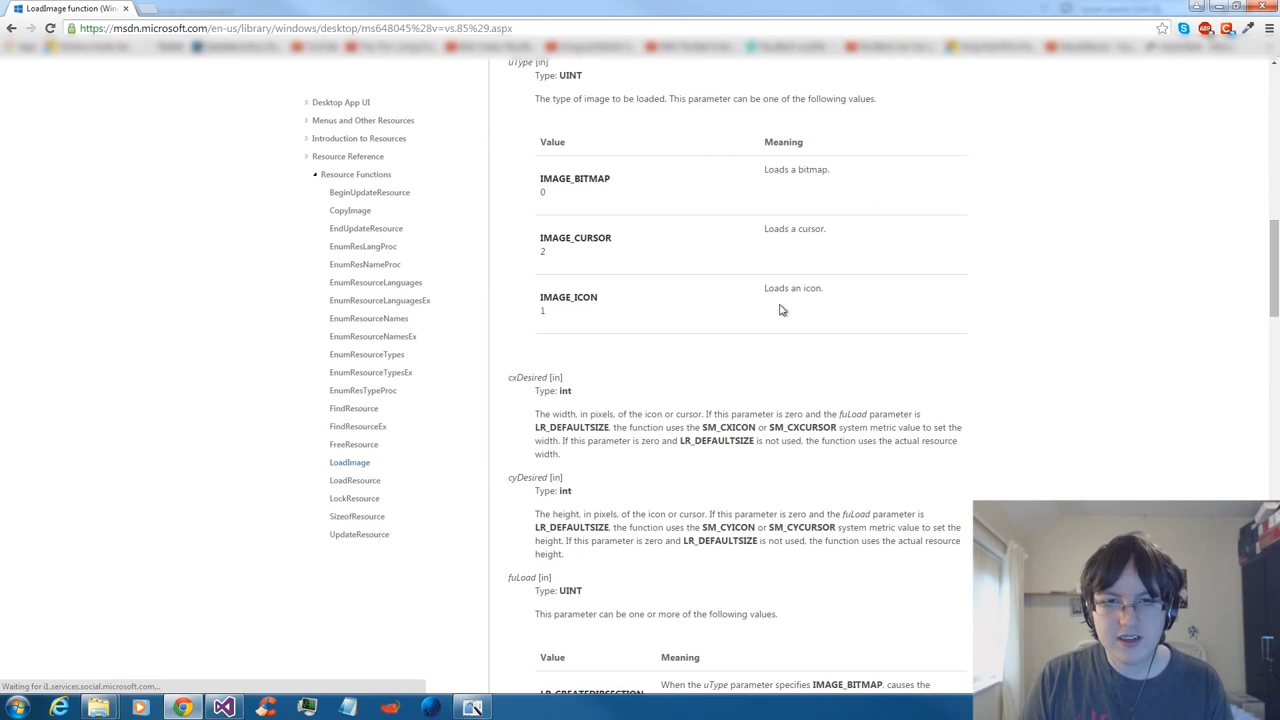 LoadImage function (Win
https://msdn.microsoft.com/en-us/library/windows/desktop/ms648045%28v=vs.85%29.aspx
Desktop App UI
Menus and Other Resources
Introduction to Resources
Resource Reference
Resource Functions
BeginUpdateResource
CopyImage
EndUpdateResource
EnumResLangProc
EnumResNameProc
EnumResourceLanguages
EnumResourceLanguagesEx
EnumResourceNames
EnumResourceNamesEx
EnumResourceTypes
EnumResourceTypesEx
EnumResTypeProc
FindResource
FindResourceEx
FreeResource
LoadImage
LoadResource
LockResource
SizeofResource
UpdateResource
uType [in]
Type: UINT
The type of image to be loaded. This parameter can be one of the following values.
Value Meaning
IMAGE_BITMAP
0
Loads a bitmap.
IMAGE_CURSOR
2
Loads a cursor.
IMAGE_ICON
1
Loads an icon.
cxDesired [in]
Type: int
The width, in pixels, of the icon or cursor. If this parameter is zero and the fuLoad parameter is
LR_DEFAULTSIZE, the function uses the SM_CXICON or SM_CXCURSOR system metric value to set the
width. If this parameter is zero and LR_DEFAULTSIZE is not used, the function uses the actual resource
width.
cyDesired [in]
Type: int
The height, in pixels, of the icon or cursor. If this parameter is zero and the fuLoad parameter is
LR_DEFAULTSIZE, the function uses the SM_CYICON or SM_CYCURSOR system metric value to set the
height. If this parameter is zero and LR_DEFAULTSIZE is not used, the function uses the actual resource
height.
fuLoad [in]
Type: UINT
This parameter can be one or more of the following values.
Value Meaning
LR_CREATEDIBSECTION
When the uType parameter specifies IMAGE_BITMAP, causes the
Waiting for i1.services.social.microsoft.com...